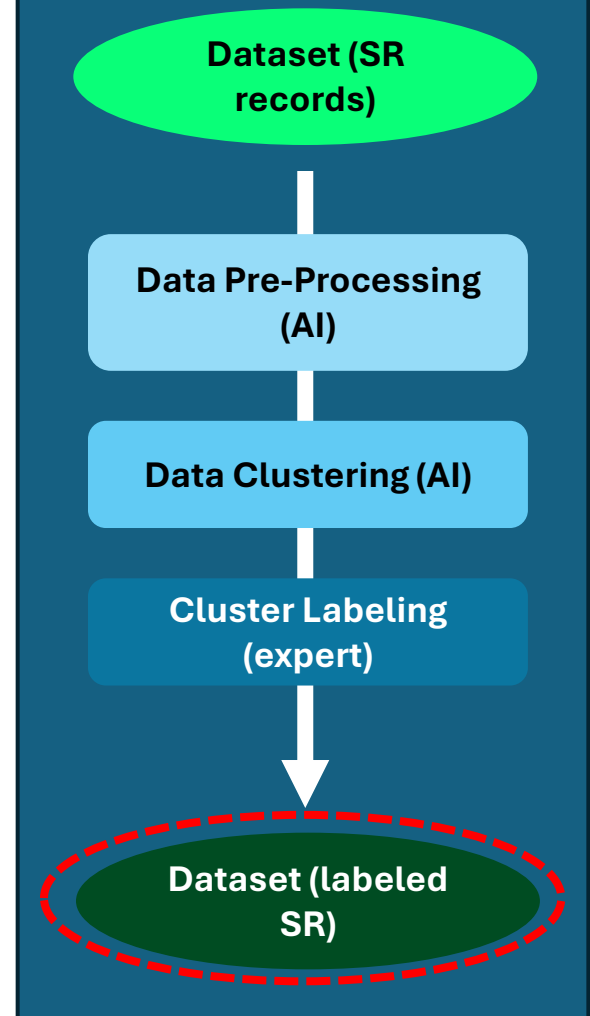 Dataset (SR
records)
Data Pre-Processing
(AI)
Data Clustering (AI)
Cluster Labeling
(expert)
Dataset (labeled
SR)